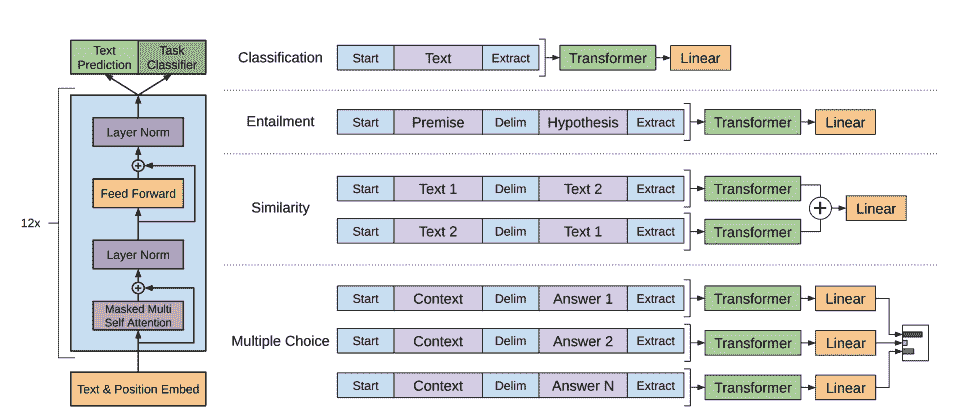 Text
Prediction
Task
Classifier
Layer Norm
Feed Forward
12x
Layer Norm
Masked Multi
Self Attention
Text & Position Embed
Classification
Start
Text
Extract
Transformer
Linear
Entailment
Start
Premise
Delim
Hypothesis
Extract
Transformer
Linear
Similarity
Start
Text 1
Delim
Text 2
Extract
Transformer
Start
Text 2
Delim
Text 1
Extract
Transformer
Linear
Multiple Choice
Start
Context
Delim
Answer 1
Extract
Transformer
Linear
Start
Context
Delim
Answer 2
Extract
Transformer
Linear
Start
Context
Delim
Answer N
Extract
Transformer
Linear